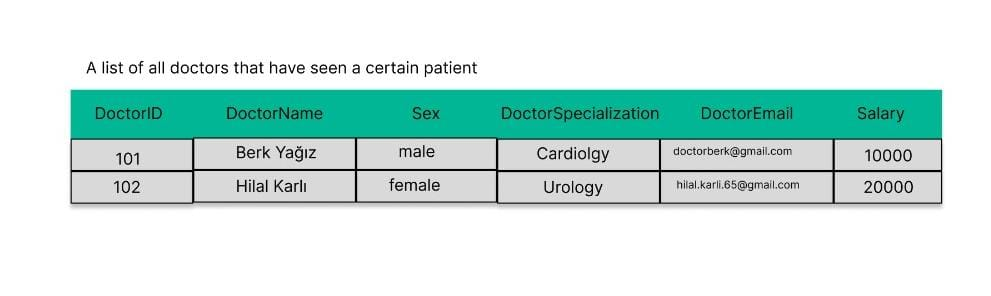 A list of all doctors that have seen a certain patient
DoctorID DoctorName Sex DoctorSpecialization DoctorEmail Salary
101 Berk Yağız male Cardiolgy doctorberk@gmail.com 10000
102 Hilal Karlı female Urology hilal.karli.65@gmail.com 20000